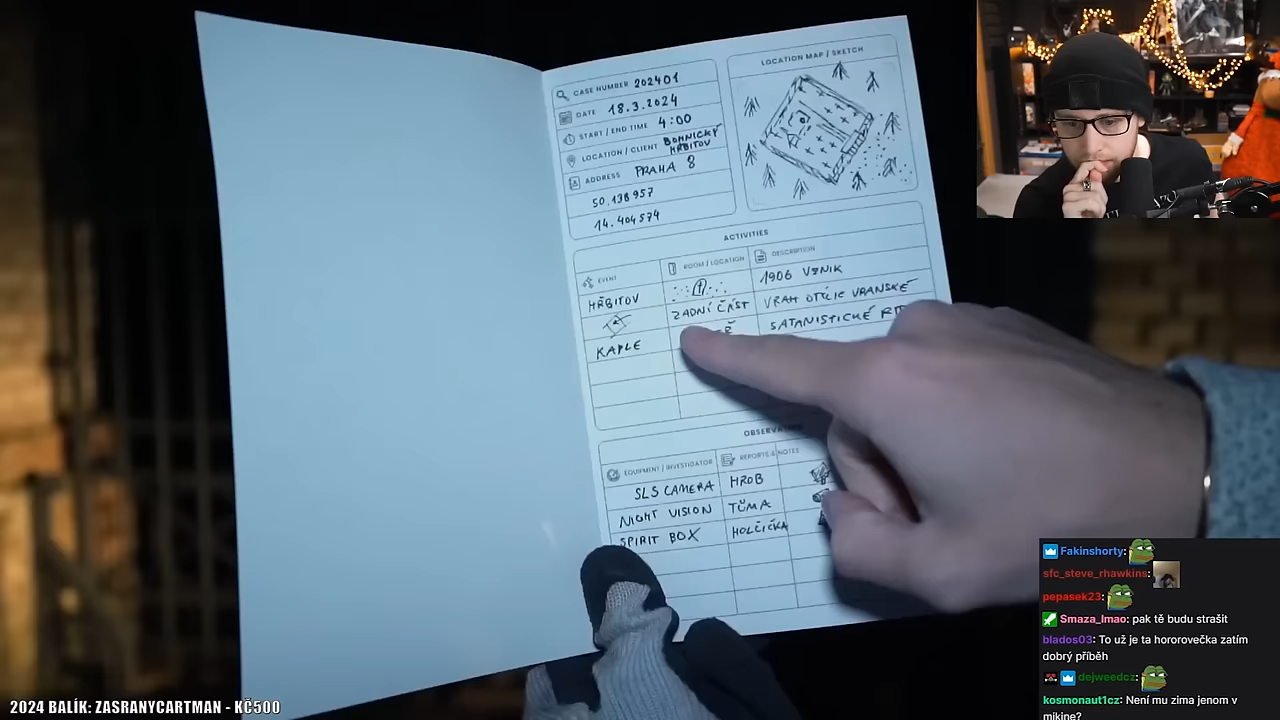 CASE NUMBER 202401
DATE 18.3.2024
START / END TIME 4:00
LOCATION / CLIENT BOHNICKÝ HŘBITOV
ADDRESS PRAHA 8
50.138957
14.404574
LOCATION MAP / SKETCH
ACTIVITIES
EVENT ROOM / LOCATION DESCRIPTION
HŘBITOV 1906 VZNIK
ZADNÍ ČÁST VRAH OTCE VRANSKÉ
KAPLE SATANISTICKÉ
EQUIPMENT / INVESTIGATOR REPORTS & NOTES
SLS CAMERA HROB
NIGHT VISION TŮMA
SPIRIT BOX HOLČIČKA
Fakinshorty:
sfc_steve_rhawkins:
pepasek23:
Smaza_lmao: pak tě budu strašit
blados03: To už je ta hororovečka zatím
dobrý příběh
dejweedcz:
kosmonaut1cz: Není mu zima jenom v
mikine?
2024 BALÍK: ZASRANYCARTMAN - KČ500